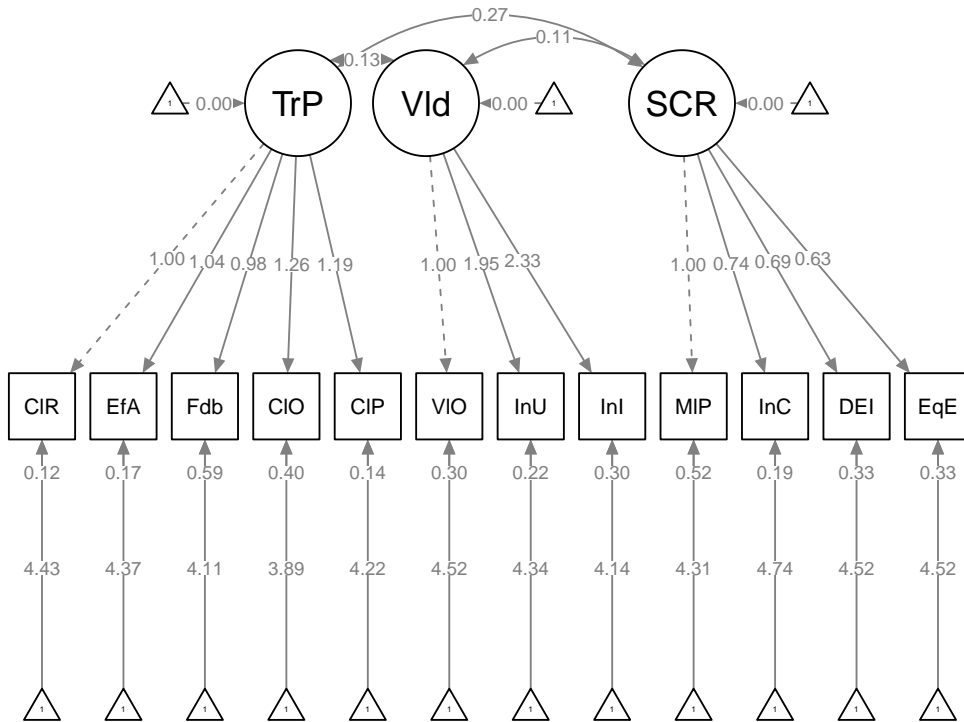 0.27
0.11
0.13
1 0.00 TrP Vld 0.00 1 SCR 0.00 1
1.00 1.04 0.98 1.26 1.19 1.00 1.95 2.33 1.00 0.74 0.69 0.63
ClR EfA Fdb ClO ClP VlO InU InI MIP InC DEI EqE
0.12 0.17 0.59 0.40 0.14 0.30 0.22 0.30 0.52 0.19 0.33 0.33
4.43 4.37 4.11 3.89 4.22 4.52 4.34 4.14 4.31 4.74 4.52 4.52
1 1 1 1 1 1 1 1 1 1 1 1